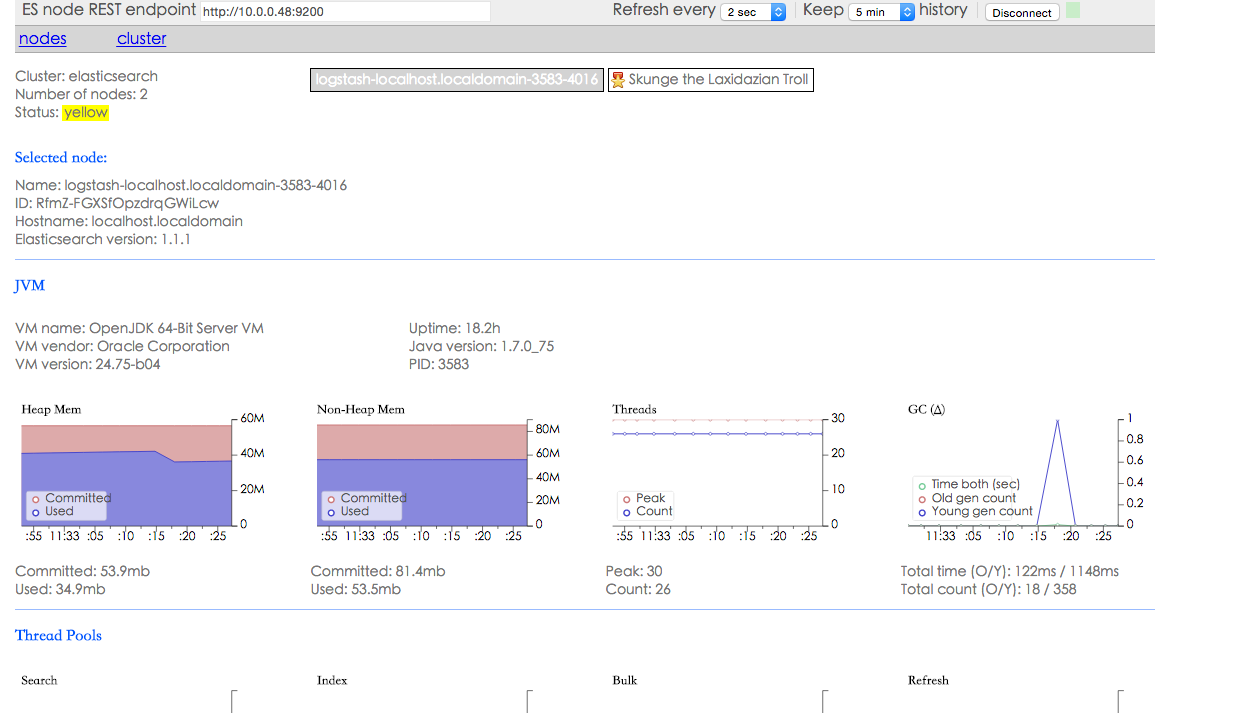 ES node REST endpoint http://10.0.0.48:9200 Refresh every 2 sec Keep 5 min history Disconnect
nodes cluster
Cluster: elasticsearch
Number of nodes: 2
Status: yellow
logstash-localhost.localdomain-3583-4016 Skunge the Laxidazian Troll
Selected node:
Name: logstash-localhost.localdomain-3583-4016
ID: RfmZ-FGXSfOpzdrqGWiLcw
Hostname: localhost.localdomain
Elasticsearch version: 1.1.1
JVM
VM name: OpenJDK 64-Bit Server VM
VM vendor: Oracle Corporation
VM version: 24.75-b04
Uptime: 18.2h
Java version: 1.7.0_75
PID: 3583
Heap Mem
60M
40M
20M
0
Committed
Used
:55 11:33 :05 :10 :15 :20 :25
Committed: 53.9mb
Used: 34.9mb
Non-Heap Mem
80M
60M
40M
20M
0
Committed
Used
:55 11:33 :05 :10 :15 :20 :25
Committed: 81.4mb
Used: 53.5mb
Threads
30
20
10
0
Peak
Count
:55 11:33 :05 :10 :15 :20 :25
Peak: 30
Count: 26
GC (Δ)
1
0.8
0.6
0.4
0.2
0
Time both (sec)
Old gen count
Young gen count
11:33 :05 :10 :15 :20 :25
Total time (O/Y): 122ms / 1148ms
Total count (O/Y): 18 / 358
Thread Pools
Search Index Bulk Refresh